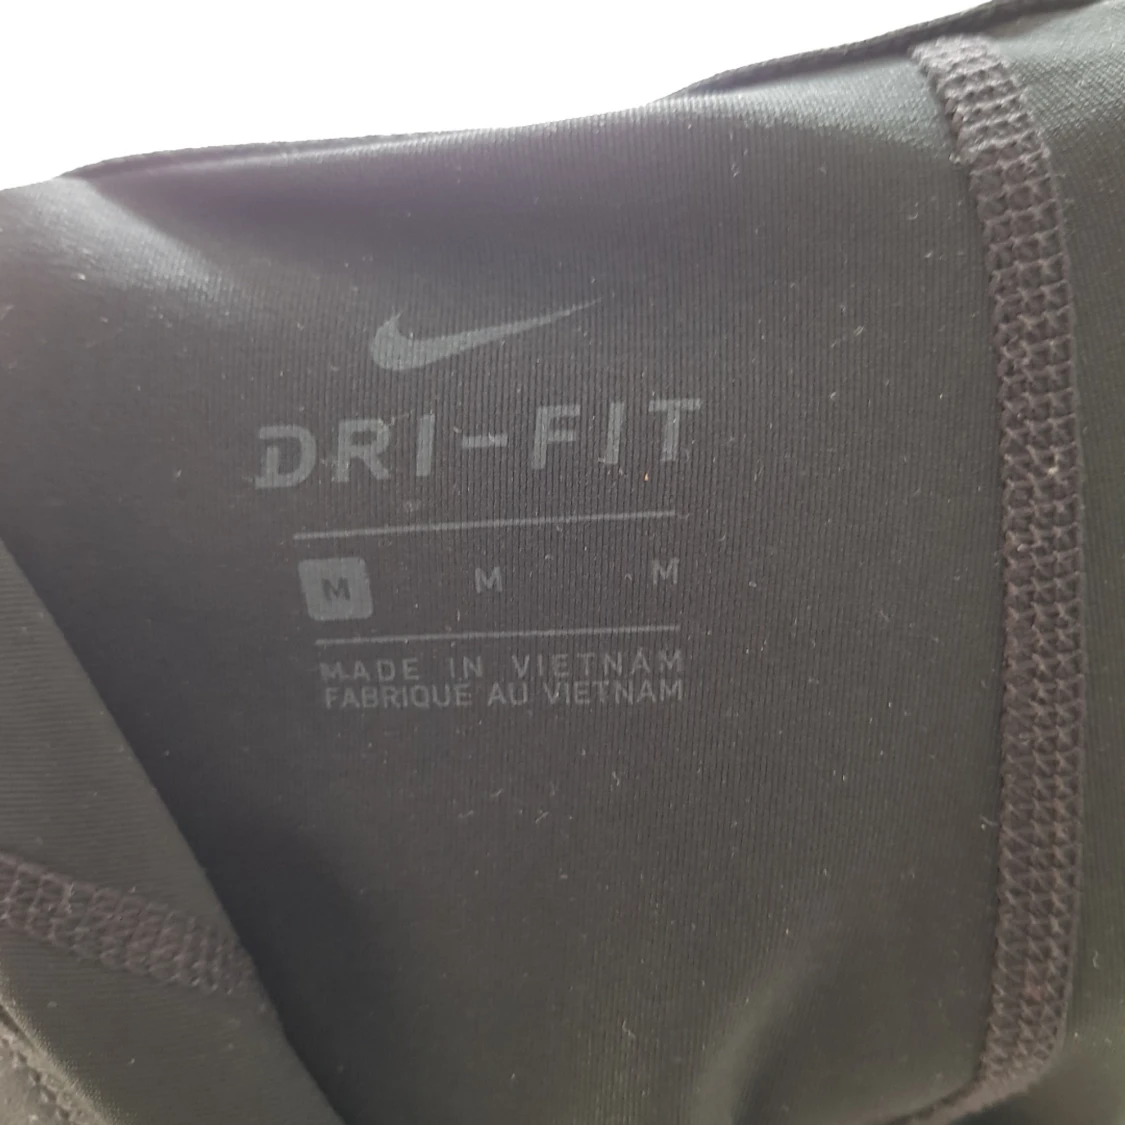 DRI-FIT
M M M
MADE IN VIETNAM
FABRIQUE AU VIETNAM